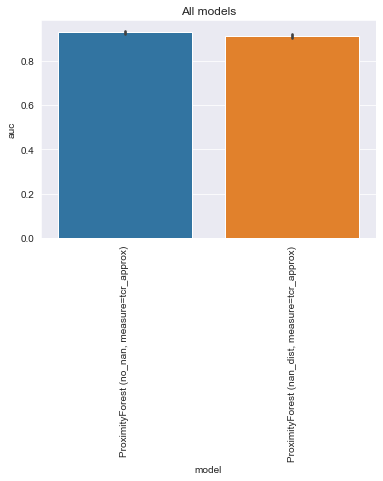 All models
auc
0.8
0.6
0.4
0.2
0.0
ProximityForest (no_nan, measure=tcr_approx)
ProximityForest (nan_dist, measure=tcr_approx)
model